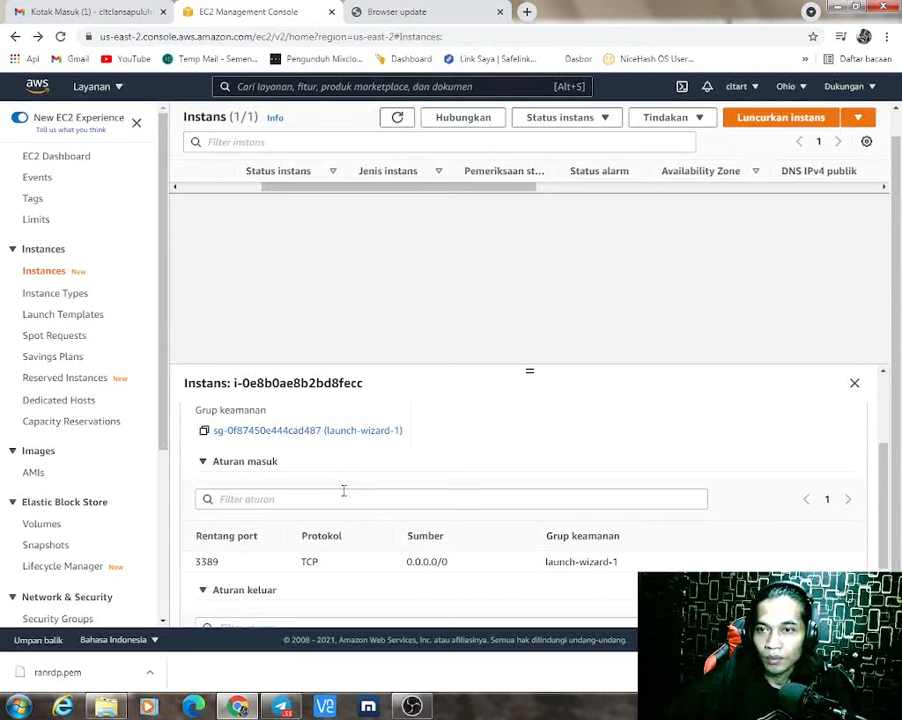 Kotak Masuk (1) - cltclansapuluh
EC2 Management Console
Browser update
us-east-2.console.aws.amazon.com/ec2/v2/home?region=us-east-2#Instances:
Apl
Gmail
YouTube
Temp Mail - Semen...
Pengunduh Mixclo...
Dashboard
Link Saya | Safelink...
NiceHash OS User...
»
Daftar bacaan
aws
Layanan
Cari layanan, fitur, produk marketplace, dan dokumen
[Alt+S]
cltart
Ohio
Dukungan
New EC2 Experience
Tell us what you think
EC2 Dashboard
Events
Tags
Limits
Instances
Instances New
Instance Types
Launch Templates
Spot Requests
Savings Plans
Reserved Instances New
Dedicated Hosts
Capacity Reservations
Images
AMIs
Elastic Block Store
Volumes
Snapshots
Lifecycle Manager New
Network & Security
Security Groups
Instans (1/1) Info
Hubungkan
Status instans
Tindakan
Luncurkan instans
Filter instans
1
Status instans
Jenis instans
Pemeriksaan st...
Status alarm
Availability Zone
DNS IPv4 publik
Instans: i-0e8b0ae8b2bd8fecc
Grup keamanan
sg-0f87450e444cad487 (launch-wizard-1)
Aturan masuk
Filter aturan
1
Rentang port
Protokol
Sumber
Grup keamanan
3389
TCP
0.0.0.0/0
launch-wizard-1
Aturan keluar
Umpan balik
Bahasa Indonesia
© 2008 - 2021, Amazon Web Services, Inc. atau afiliasinya. Semua hak dilindungi undang-undang.
ranrdp.pem